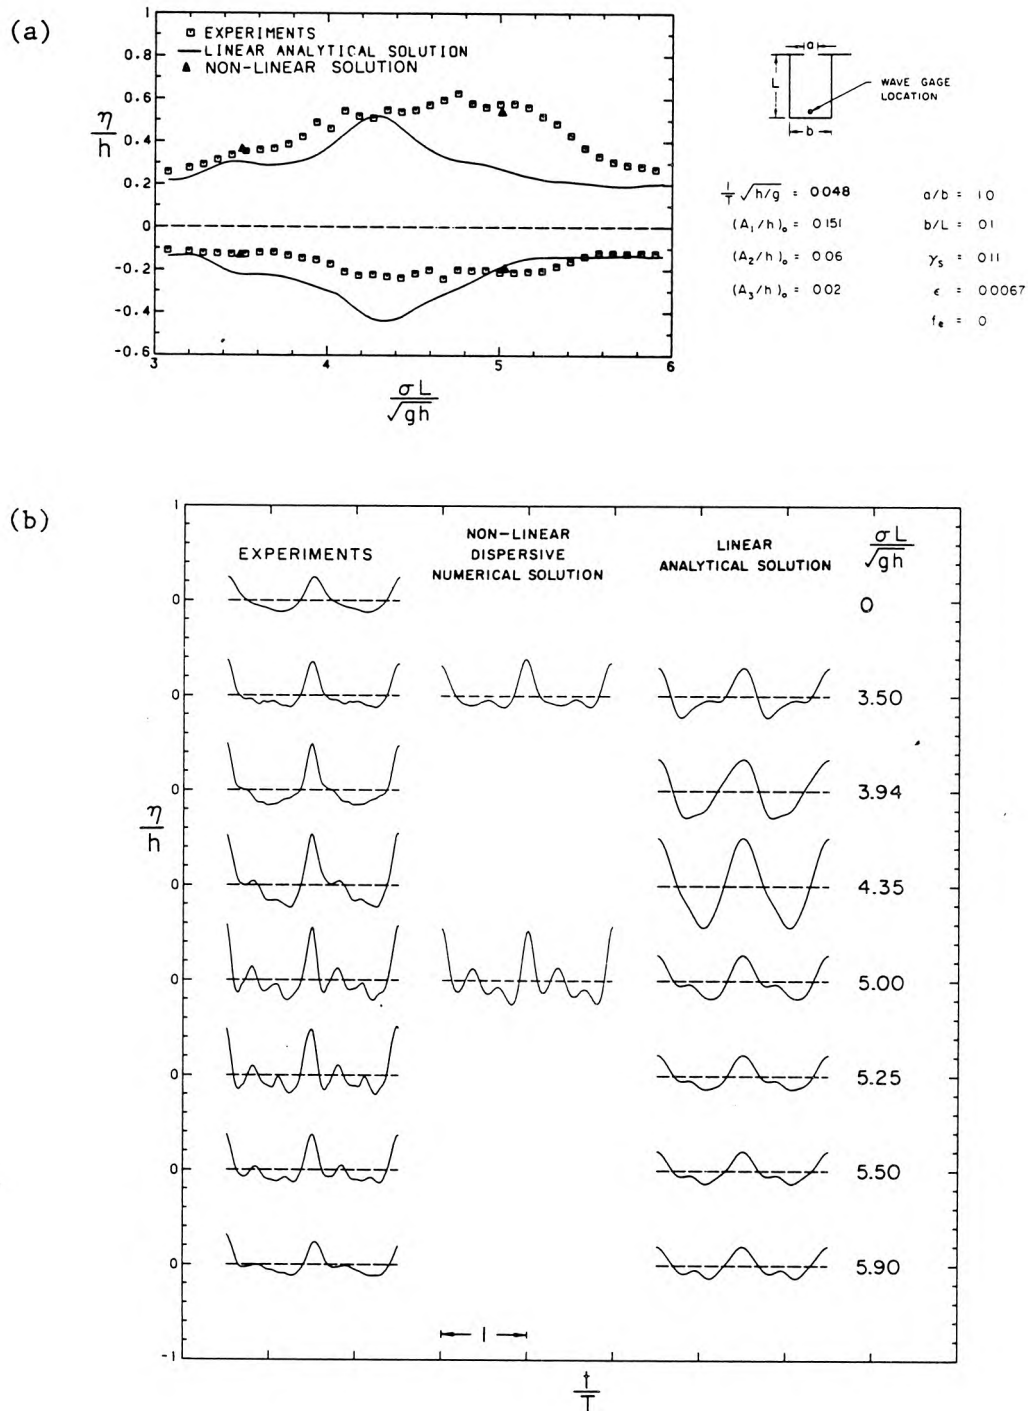 (a)
1
0.8
0.6
0.4
0.2
0
-0.2
-0.4
-0.6
η/h
EXPERIMENTS
LINEAR ANALYTICAL SOLUTION
NON-LINEAR SOLUTION
3
4
5
6
σL/√gh
a
L
b
WAVE GAGE
LOCATION
1/T √h/g = 0.048
(A₁/h)₀ = 0.151
(A₂/h)₀ = 0.06
(A₃/h)₀ = 0.02
a/b = 1.0
b/L = 0.1
γs = 0.11
ϵ = 0.0067
fe = 0
(b)
1
EXPERIMENTS
NON-LINEAR
DISPERSIVE
NUMERICAL SOLUTION
LINEAR
ANALYTICAL SOLUTION
σL/√gh
0
0
0
3.50
0
3.94
η/h
0
4.35
0
5.00
0
5.25
0
5.50
0
5.90
1
-1
t/T